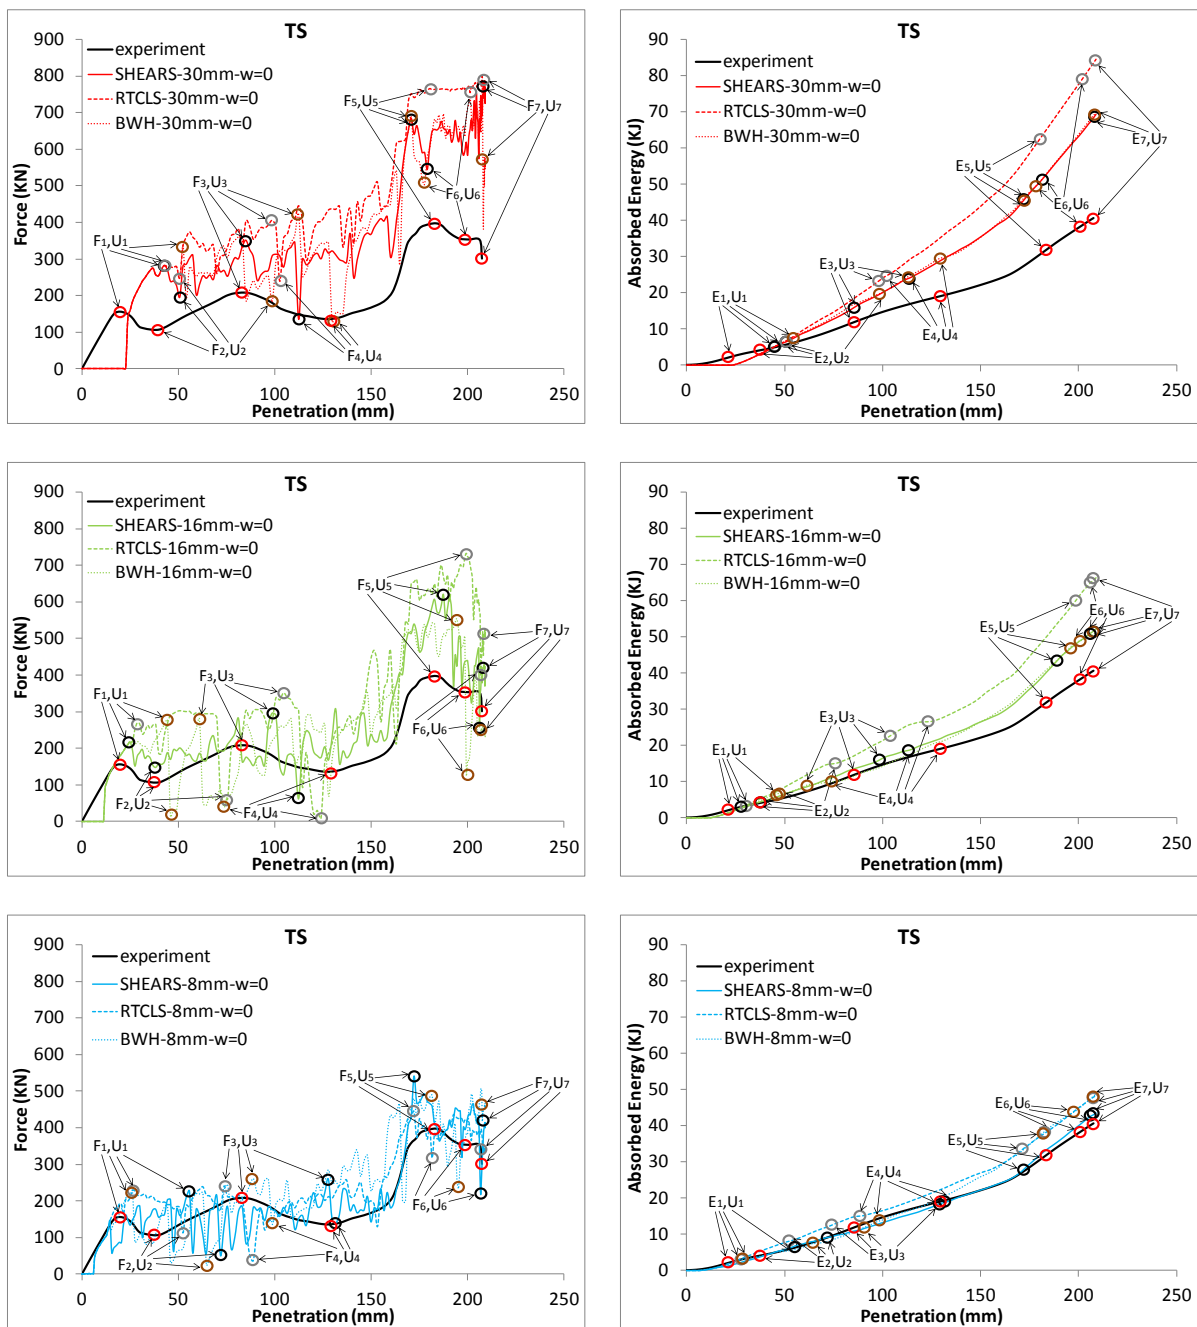 TS
900
800
700
600
500
400
300
200
100
0
Force (KN)
experiment
SHEARS-30mm-w=0
RTCLS-30mm-w=0
BWH-30mm-w=0
F1,U1
F2,U2
F3,U3
F4,U4
F5,U5
F6,U6
F7,U7
0 50 100 150 200 250
Penetration (mm)
TS
90
80
70
60
50
40
30
20
10
0
Absorbed Energy (KJ)
experiment
SHEARS-30mm-w=0
RTCLS-30mm-w=0
BWH-30mm-w=0
E1,U1
E2,U2
E3,U3
E4,U4
E5,U5
E6,U6
E7,U7
0 50 100 150 200 250
Penetration (mm)
TS
900
800
700
600
500
400
300
200
100
0
Force (KN)
experiment
SHEARS-16mm-w=0
RTCLS-16mm-w=0
BWH-16mm-w=0
F1,U1
F2,U2
F3,U3
F4,U4
F5,U5
F6,U6
F7,U7
0 50 100 150 200 250
Penetration (mm)
TS
90
80
70
60
50
40
30
20
10
0
Absorbed Energy (KJ)
experiment
SHEARS-16mm-w=0
RTCLS-16mm-w=0
BWH-16mm-w=0
E1,U1
E2,U2
E3,U3
E4,U4
E5,U5
E6,U6
E7,U7
0 50 100 150 200 250
Penetration (mm)
TS
900
800
700
600
500
400
300
200
100
0
Force (KN)
experiment
SHEARS-8mm-w=0
RTCLS-8mm-w=0
BWH-8mm-w=0
F1,U1
F2,U2
F3,U3
F4,U4
F5,U5
F6,U6
F7,U7
0 50 100 150 200 250
Penetration (mm)
TS
90
80
70
60
50
40
30
20
10
0
Absorbed Energy (KJ)
experiment
SHEARS-8mm-w=0
RTCLS-8mm-w=0
BWH-8mm-w=0
E1,U1
E2,U2
E3,U3
E4,U4
E5,U5
E6,U6
E7,U7
0 50 100 150 200 250
Penetration (mm)